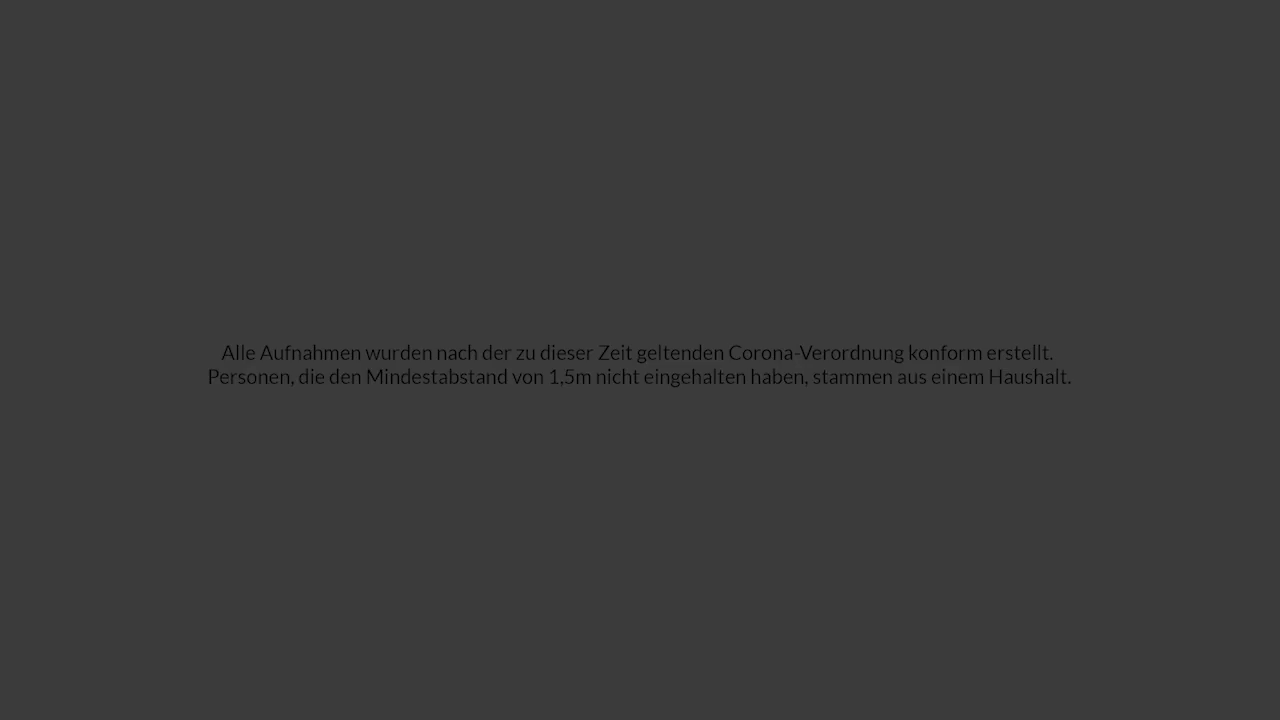 Alle Aufnahmen wurden nach der zu dieser Zeit geltenden Corona-Verordnung konform erstellt.
Personen, die den Mindestabstand von 1,5m nicht eingehalten haben, stammen aus einem Haushalt.